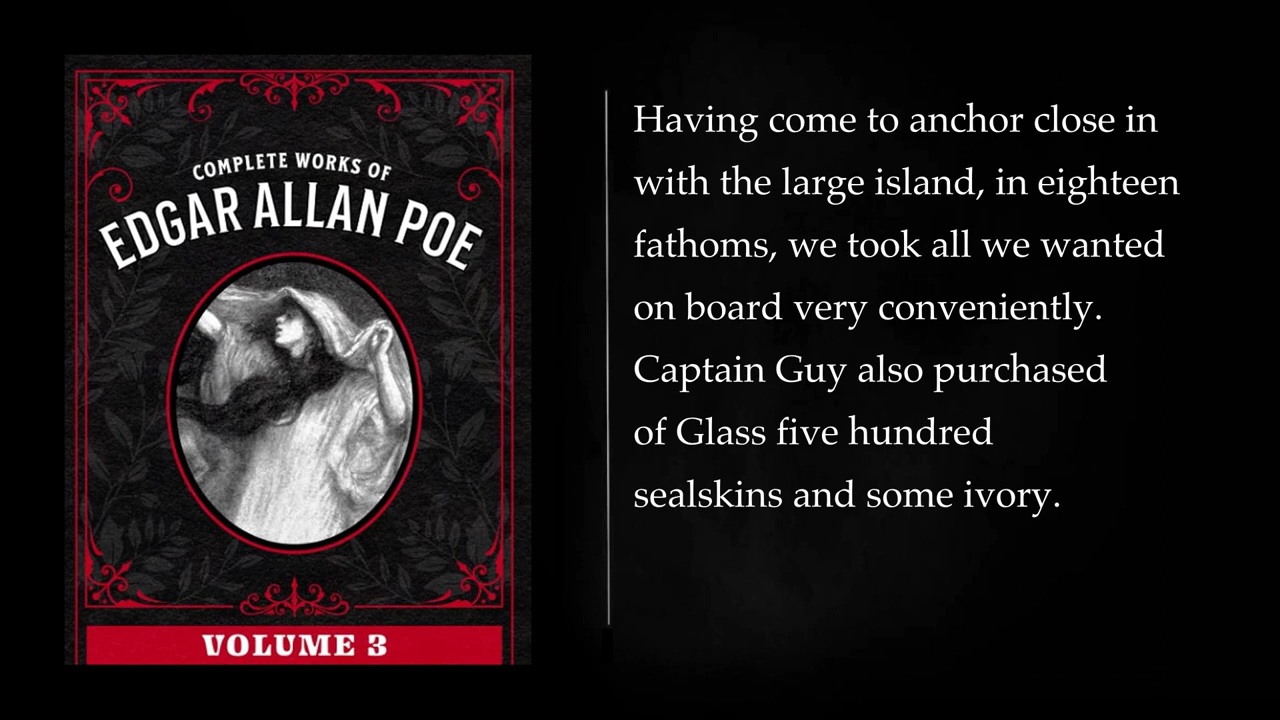 COMPLETE WORKS OF
EDGAR ALLAN POE
VOLUME 3
Having come to anchor close in
with the large island, in eighteen
fathoms, we took all we wanted
on board very conveniently.
Captain Guy also purchased
of Glass five hundred
sealskins and some ivory.